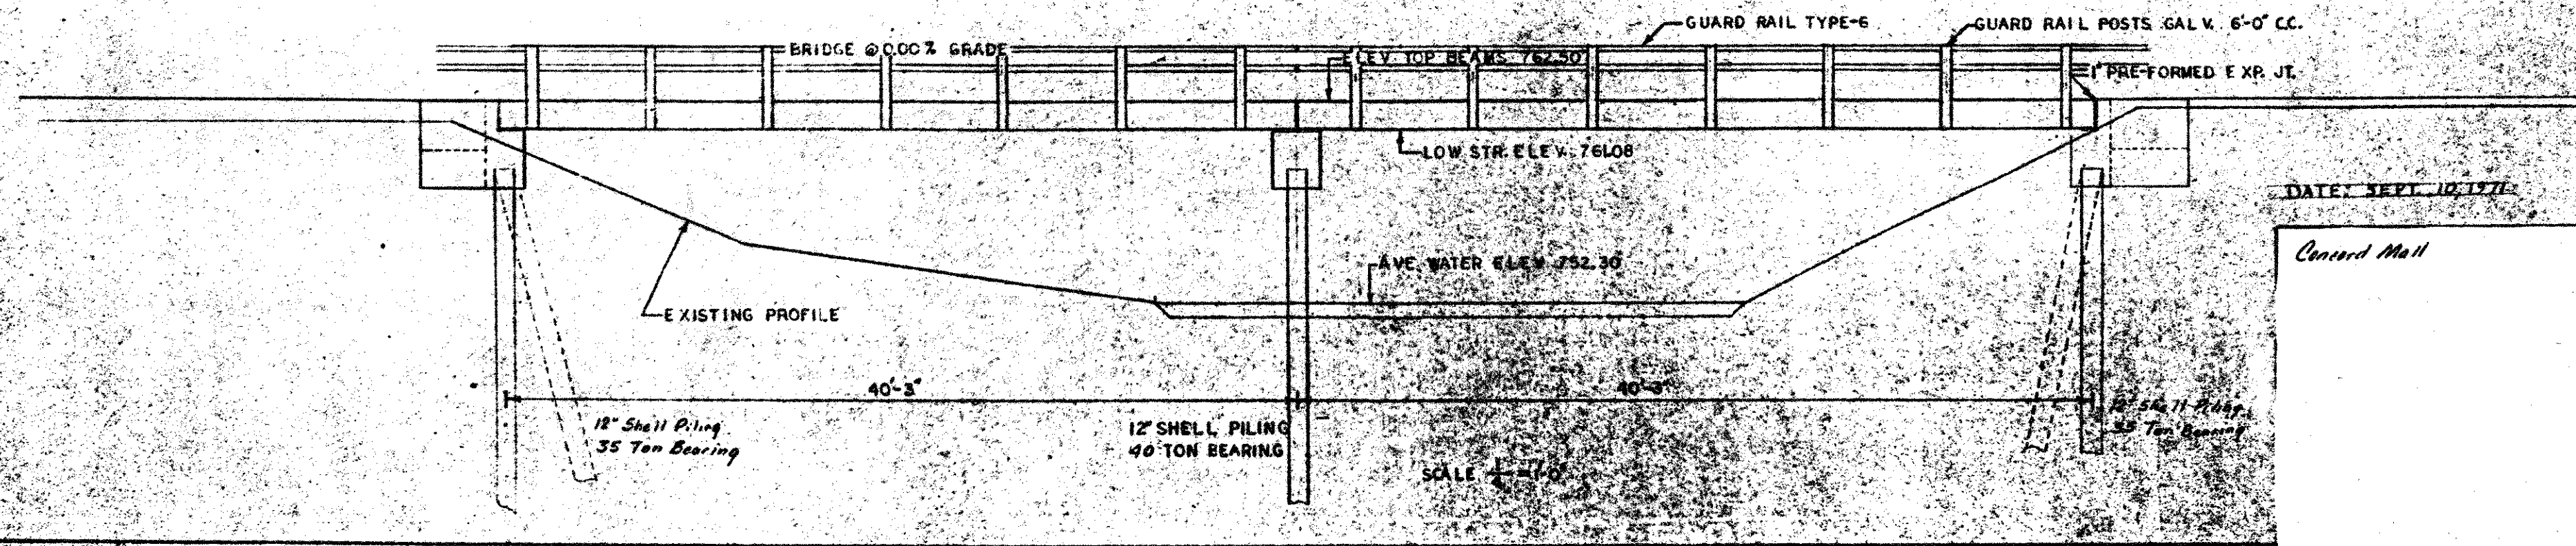 GUARD RAIL TYPE-6
GUARD RAIL POSTS GALV. 6'-0" C.C.
BRIDGE @ 0.00% GRADE
ELEV. TOP BEAMS 762.50
1" PRE-FORMED EXP. JT.
LOW STR. ELEV. 761.08
DATE: SEPT. 10, 1971
Concord Mall
AVE. WATER ELEV. 752.30
EXISTING PROFILE
40'-3"
40'-3"
12" Shell Piling
35 Ton Bearing
12" SHELL PILING
40 TON BEARING
12" Shell Piling
35 Ton Bearing
SCALE